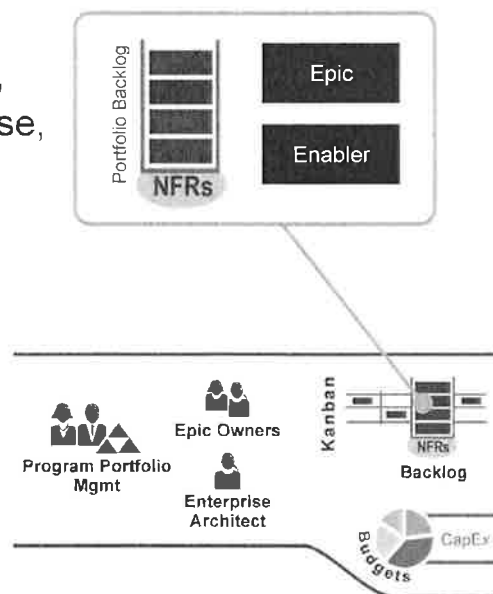 ,
se,
Portfolio Backlog
NFRs
Epic
Enabler
Program Portfolio
Mgmt
Epic Owners
Enterprise
Architect
Kanban
NFRs
Backlog
Budgets
CapEx